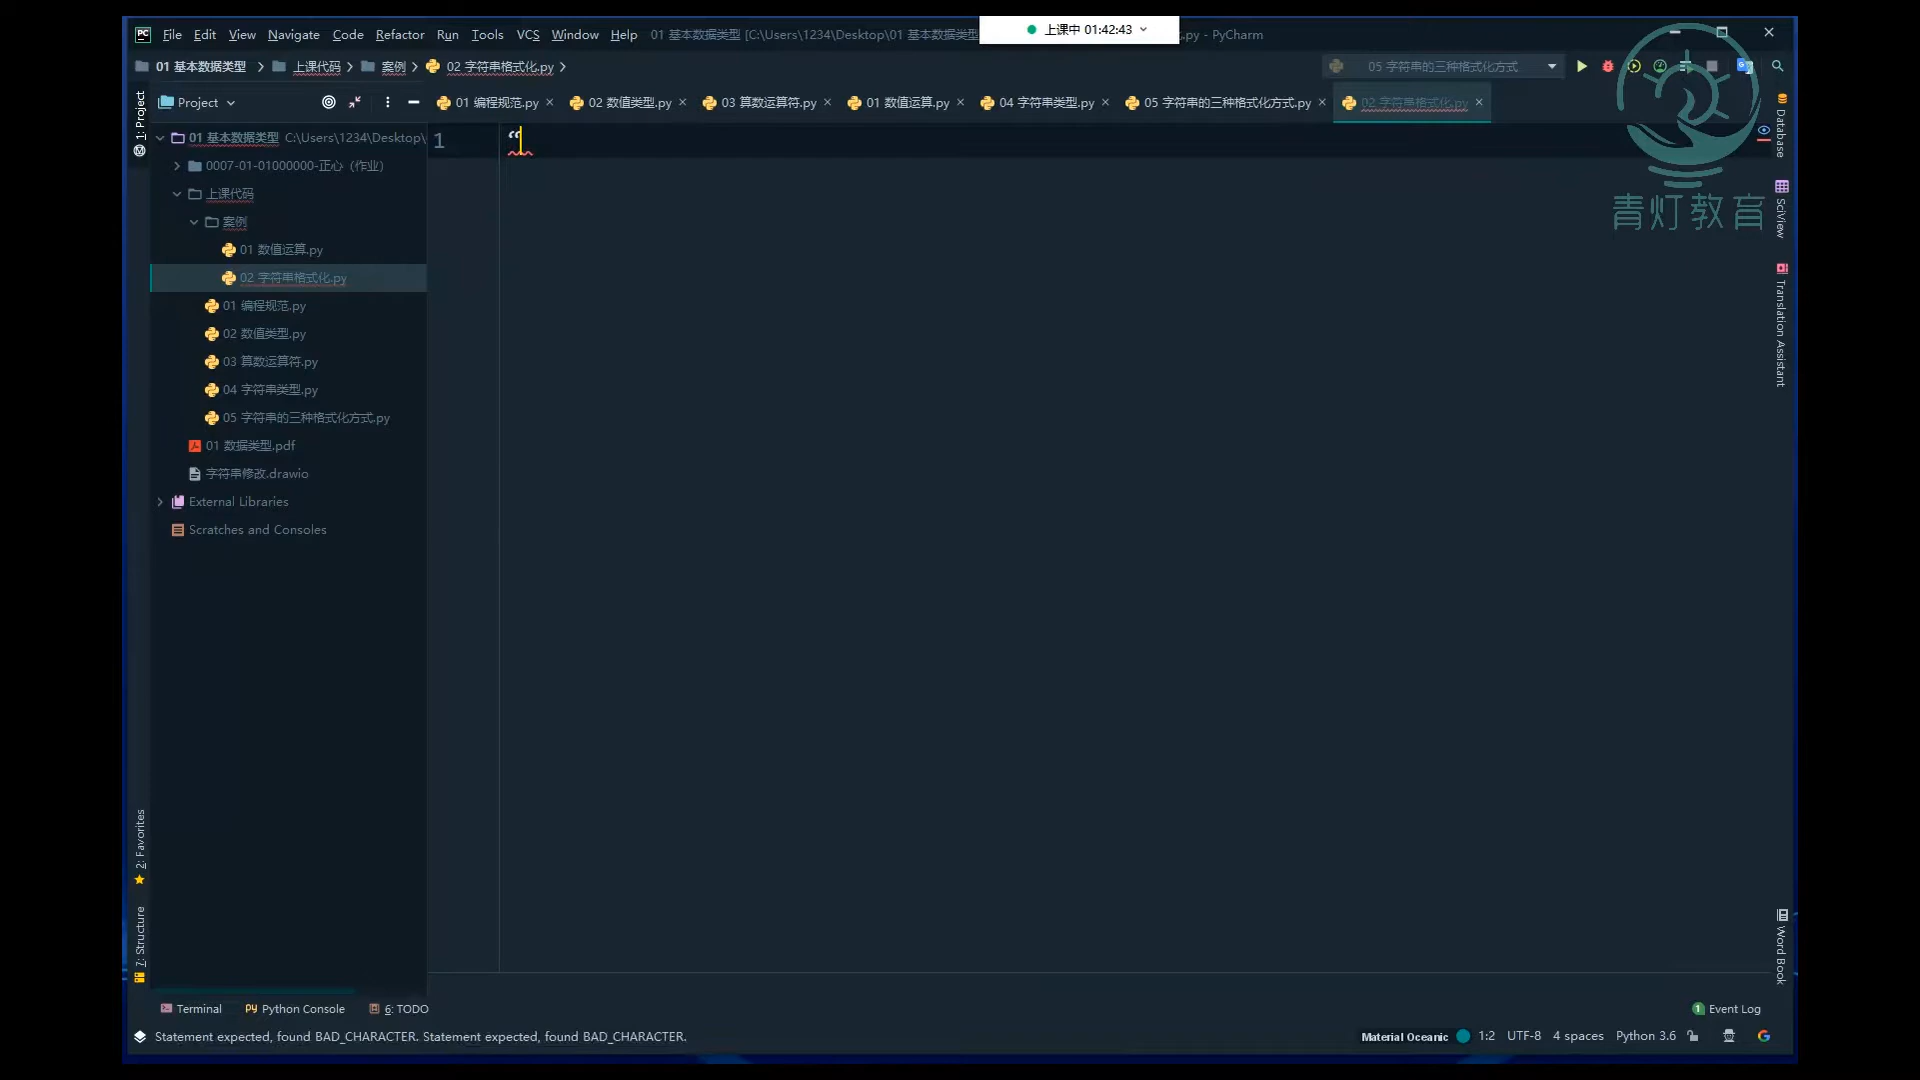 上课中 01:42:43
File Edit View Navigate Code Refactor Run Tools VCS Window Help 01 基本数据类型 [C:\Users\1234\Desktop\01 基本数据类型 .py - PyCharm
01 基本数据类型 上课代码 案例 02 字符串格式化.py 05 字符串的三种格式化方式
Project 01 编程规范.py 02 数值类型.py 03 算数运算符.py 01 数值运算.py 04 字符串类型.py 05 字符串的三种格式化方式.py 02 字符串格式化.py
1: Project
01 基本数据类型 C:\Users\1234\Desktop\
0007-01-01000000-正心（作业）
上课代码
案例
01 数值运算.py
02 字符串格式化.py
01 编程规范.py
02 数值类型.py
03 算数运算符.py
04 字符串类型.py
05 字符串的三种格式化方式.py
01 数据类型.pdf
字符串修改.drawio
External Libraries
Scratches and Consoles
1 “
青灯教育
Database
SciView
Translation Assistant
Word Book
2: Favorites
7: Structure
Terminal Python Console 6: TODO 1 Event Log
Statement expected, found BAD_CHARACTER. Statement expected, found BAD_CHARACTER. Material Oceanic 1:2 UTF-8 4 spaces Python 3.6